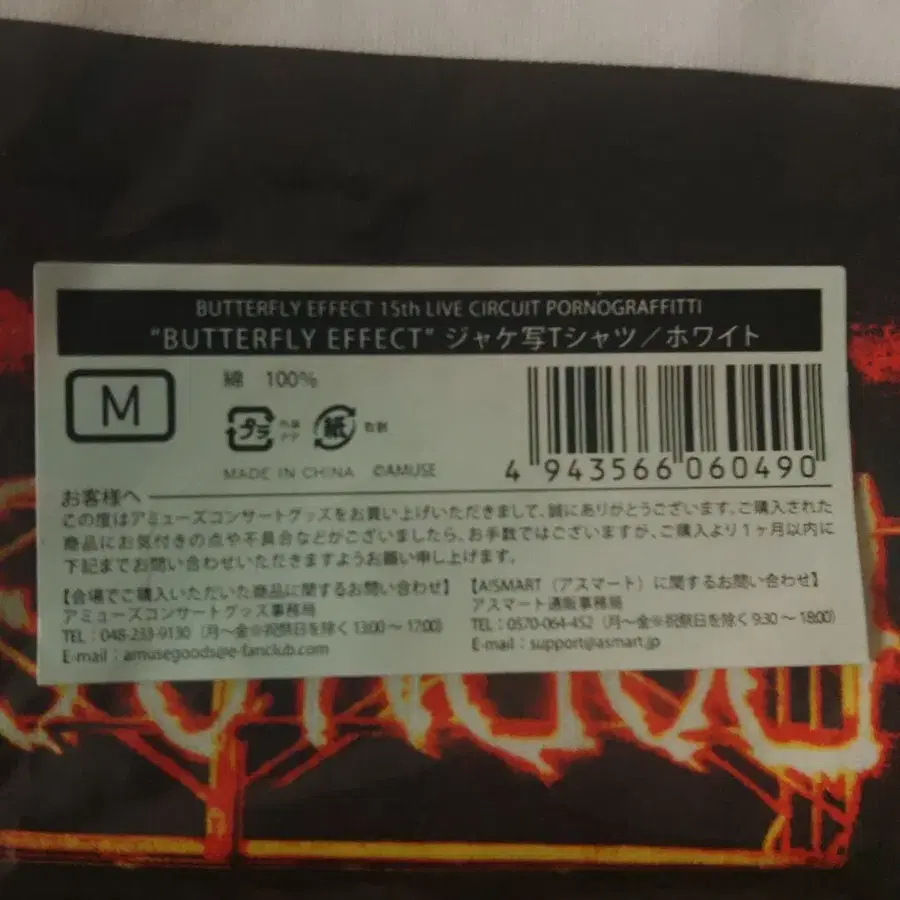 BUTTERFLY EFFECT 15th LIVE CIRCUIT PORNOGRAFFITTI
"BUTTERFLY EFFECT" ジャケ写Tシャツ／ホワイト
M
綿 100%
プラ
紙
MADE IN CHINA ©AMUSE
4 943566 060490
お客様へ
この度はアミューズコンサートグッズをお買い上げいただきまして、誠にありがとうございます。ご購入された
商品にお気付きの点や不具合などがございましたら、お手数ではございますが、ご購入より1ヶ月以内に
下記までお問い合わせいただきますようお願い申し上げます。
【会場でご購入いただいた商品に関するお問い合わせ】
アミューズコンサートグッズ事務局
TEL：048-233-9130（月～金※祝祭日を除く 13:00～17:00）
E-mail：amusegoods@e-fanclub.com
【A!SMART（アスマート）に関するお問い合わせ】
アスマート通販事務局
TEL：0570-064-452（月～金※祝祭日を除く 9:30～18:00）
E-mail：support@asmart.jp